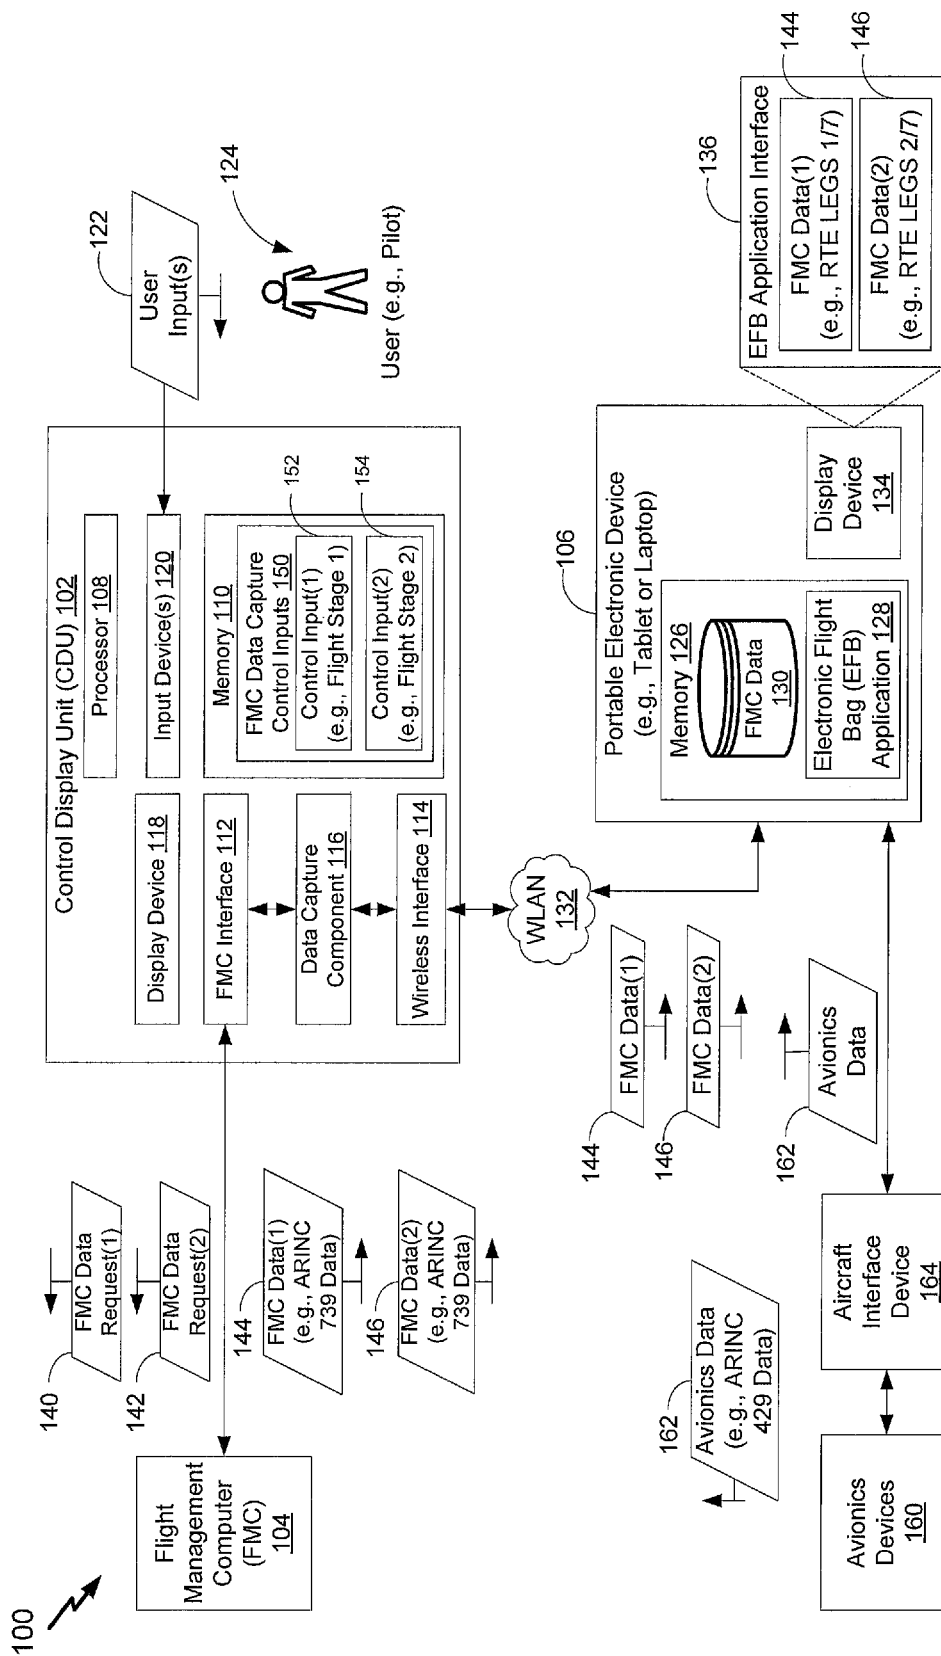 100
Flight
Management
Computer
(FMC)
104
140
FMC Data
Request(1)
142
FMC Data
Request(2)
144
FMC Data(1)
(e.g., ARINC
739 Data)
146
FMC Data(2)
(e.g., ARINC
739 Data)
Control Display Unit (CDU) 102
Display Device 118
Processor 108
FMC Interface 112
Input Device(s) 120
Data Capture
Component 116
Wireless Interface 114
Memory 110
FMC Data Capture
Control Inputs 150
Control Input(1)
(e.g., Flight Stage 1)
152
Control Input(2)
(e.g., Flight Stage 2)
154
122
User
Input(s)
124
User (e.g., Pilot)
WLAN
132
144
FMC Data(1)
146
FMC Data(2)
162
Avionics
Data
106
Portable Electronic Device
(e.g., Tablet or Laptop)
Memory 126
FMC Data
130
Electronic Flight
Bag (EFB)
Application 128
Display
Device
134
136
EFB Application Interface
FMC Data(1)
(e.g., RTE LEGS 1/7)
144
FMC Data(2)
(e.g., RTE LEGS 2/7)
146
162
Avionics Data
(e.g., ARINC
429 Data)
Avionics
Devices
160
Aircraft
Interface
Device
164